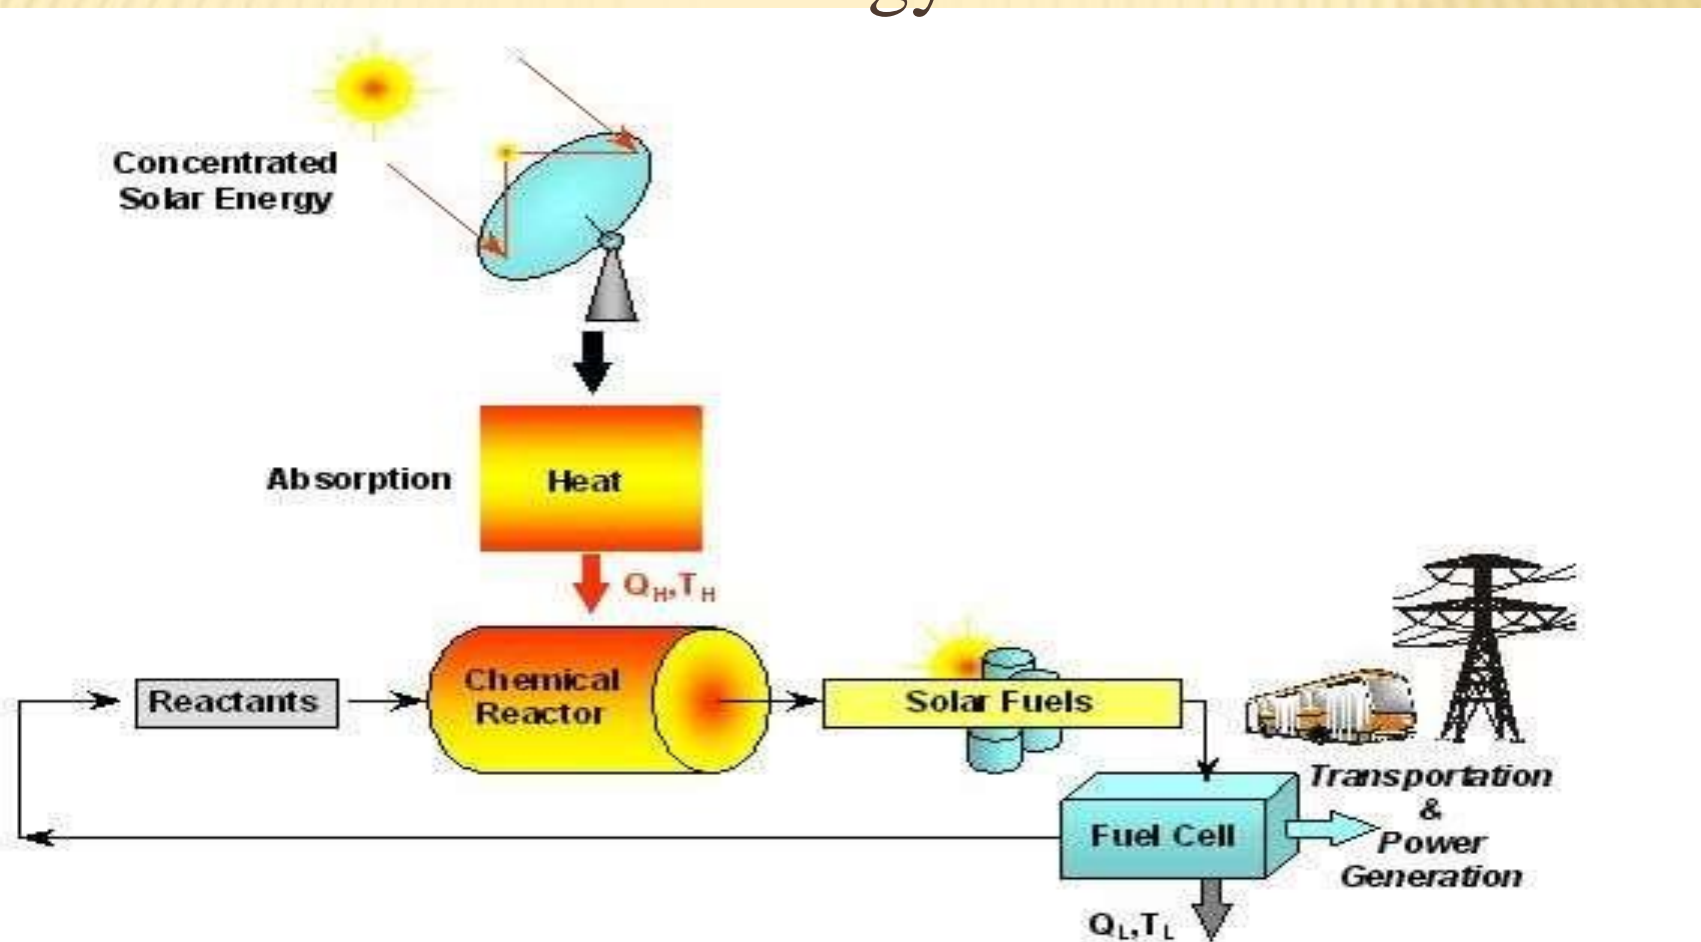 Concentrated
Solar Energy
Absorption
Heat
QH,TH
Reactants
Chemical
Reactor
Solar Fuels
Transportation
&
Power
Generation
Fuel Cell
QL,TL